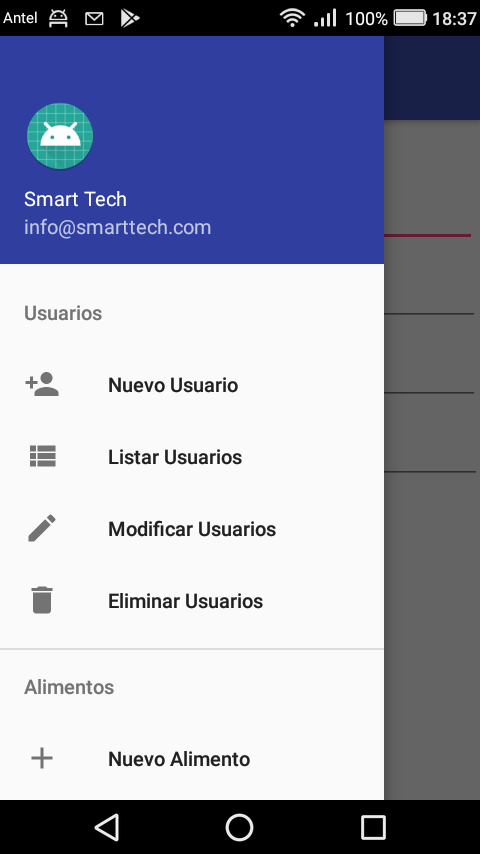 Antel 100% 18:37
Smart Tech
info@smarttech.com
Usuarios
Nuevo Usuario
Listar Usuarios
Modificar Usuarios
Eliminar Usuarios
Alimentos
Nuevo Alimento